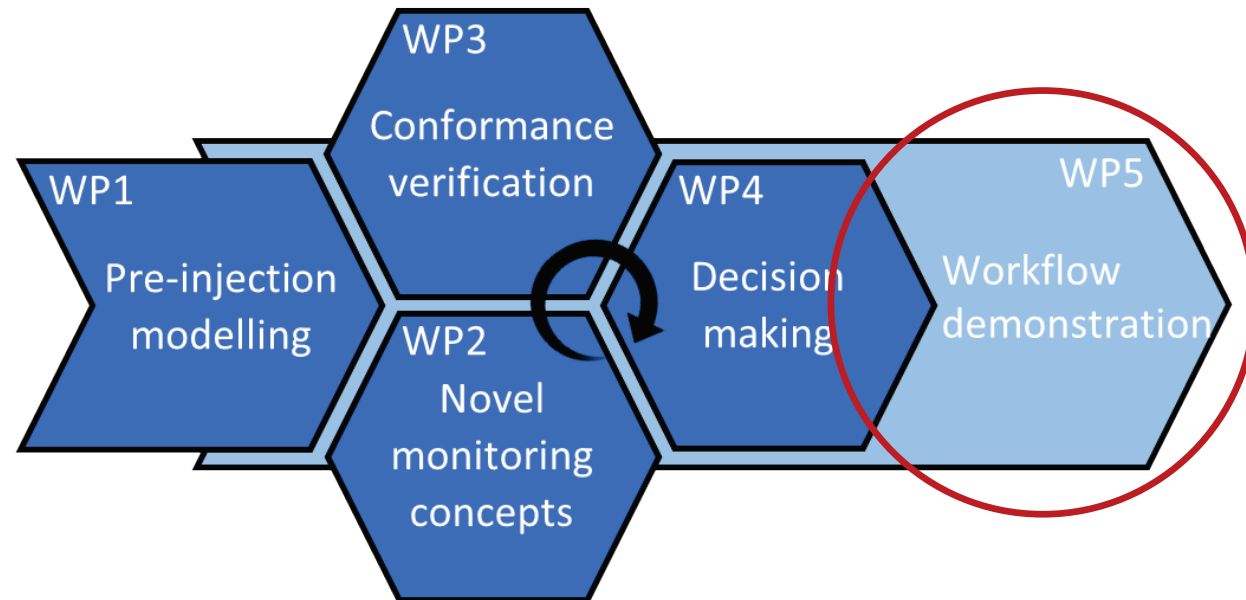 WP1
Pre-injection
modelling
WP3
Conformance
verification
WP2
Novel
monitoring
concepts
WP4
Decision
making
WP5
Workflow
demonstration